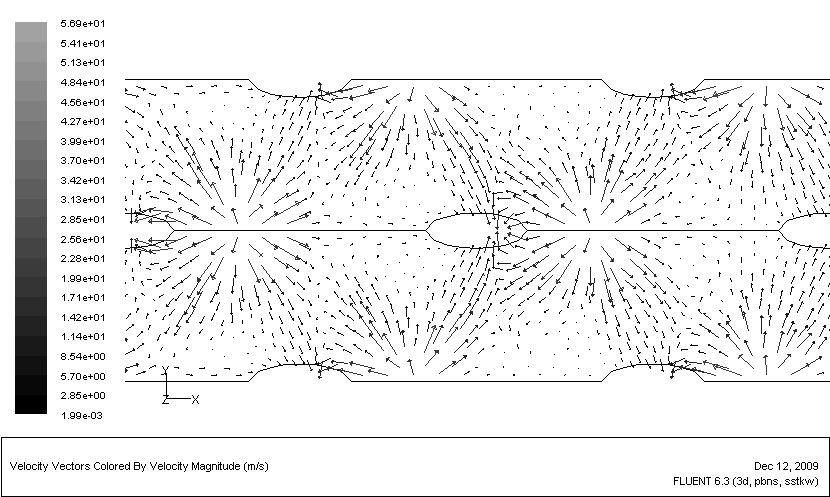 5.69e+01
5.41e+01
5.13e+01
4.84e+01
4.56e+01
4.27e+01
3.99e+01
3.70e+01
3.42e+01
3.13e+01
2.85e+01
2.56e+01
2.28e+01
1.99e+01
1.71e+01
1.42e+01
1.14e+01
8.54e+00
5.70e+00
2.85e+00
1.99e-03
Y
Z X
Velocity Vectors Colored By Velocity Magnitude (m/s)
Dec 12, 2009
FLUENT 6.3 (3d, pbns, sstkw)